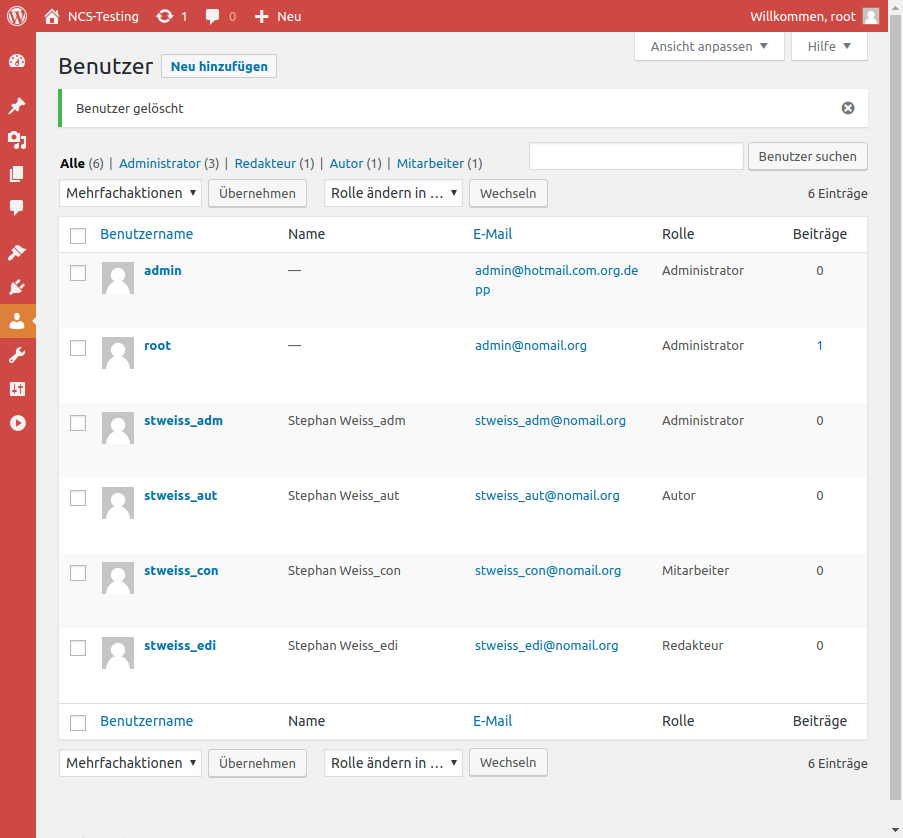 NCS-Testing 1 0 Neu Willkommen, root
Ansicht anpassen Hilfe
Benutzer Neu hinzufügen
Benutzer gelöscht
Alle (6) | Administrator (3) | Redakteur (1) | Autor (1) | Mitarbeiter (1) Benutzer suchen
Mehrfachaktionen Übernehmen Rolle ändern in ... Wechseln 6 Einträge
Benutzername Name E-Mail Rolle Beiträge
admin — admin@hotmail.com.org.de Administrator 0
pp
root — admin@nomail.org Administrator 1
stweiss_adm Stephan Weiss_adm stweiss_adm@nomail.org Administrator 0
stweiss_aut Stephan Weiss_aut stweiss_aut@nomail.org Autor 0
stweiss_con Stephan Weiss_con stweiss_con@nomail.org Mitarbeiter 0
stweiss_edi Stephan Weiss_edi stweiss_edi@nomail.org Redakteur 0
Benutzername Name E-Mail Rolle Beiträge
Mehrfachaktionen Übernehmen Rolle ändern in ... Wechseln 6 Einträge